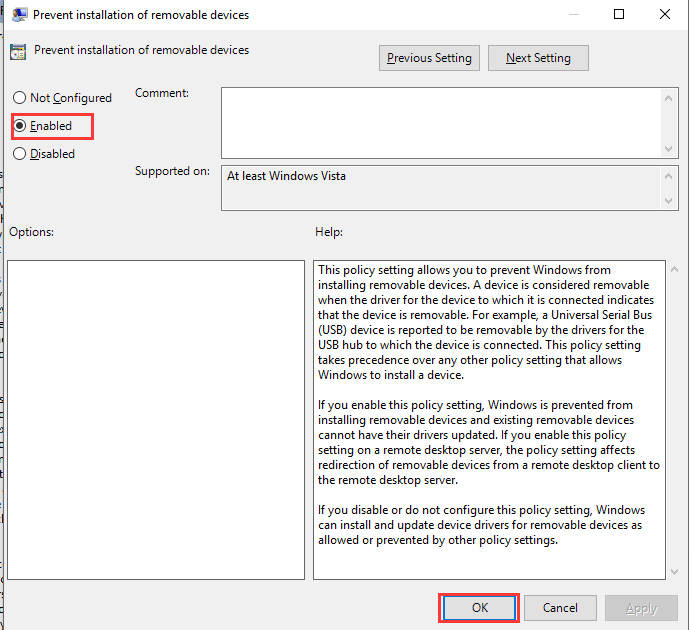 Prevent installation of removable devices
Prevent installation of removable devices
Previous Setting
Next Setting
Not Configured
Enabled
Disabled
Comment:
Supported on:
At least Windows Vista
Options:
Help:
This policy setting allows you to prevent Windows from
installing removable devices. A device is considered removable
when the driver for the device to which it is connected indicates
that the device is removable. For example, a Universal Serial Bus
(USB) device is reported to be removable by the drivers for the
USB hub to which the device is connected. This policy setting
takes precedence over any other policy setting that allows
Windows to install a device.
If you enable this policy setting, Windows is prevented from
installing removable devices and existing removable devices
cannot have their drivers updated. If you enable this policy
setting on a remote desktop server, the policy setting affects
redirection of removable devices from a remote desktop client to
the remote desktop server.
If you disable or do not configure this policy setting, Windows
can install and update device drivers for removable devices as
allowed or prevented by other policy settings.
OK
Cancel
Apply